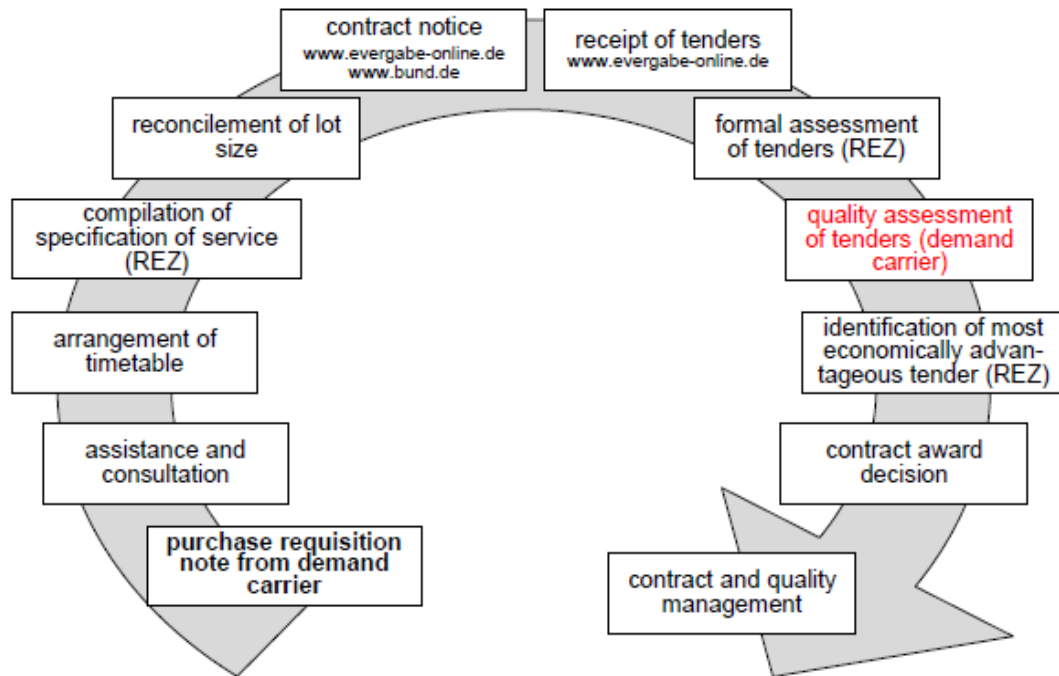 contract notice
www.evergabe-online.de
www.bund.de
receipt of tenders
www.evergabe-online.de
reconcilement of lot
size
formal assessment
of tenders (REZ)
compilation of
specification of service
(REZ)
quality assessment
of tenders (demand
carrier)
arrangement of
timetable
identification of most
economically advan-
tageous tender (REZ)
assistance and
consultation
contract award
decision
purchase requisition
note from demand
carrier
contract and quality
management